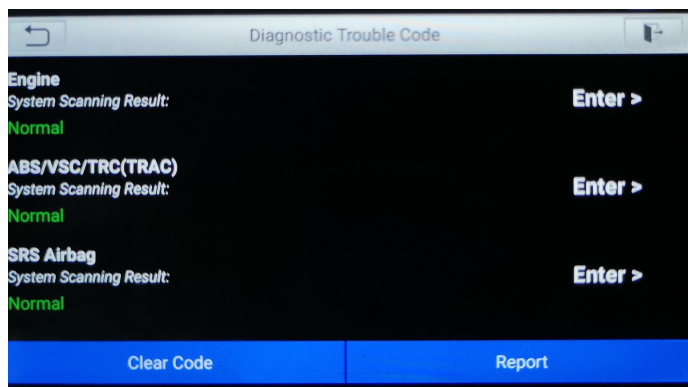 Diagnostic Trouble Code
Engine
System Scanning Result:
Enter >
Normal
ABS/VSC/TRC(TRAC)
System Scanning Result:
Enter >
Normal
SRS Airbag
System Scanning Result:
Enter >
Normal
Clear Code
Report